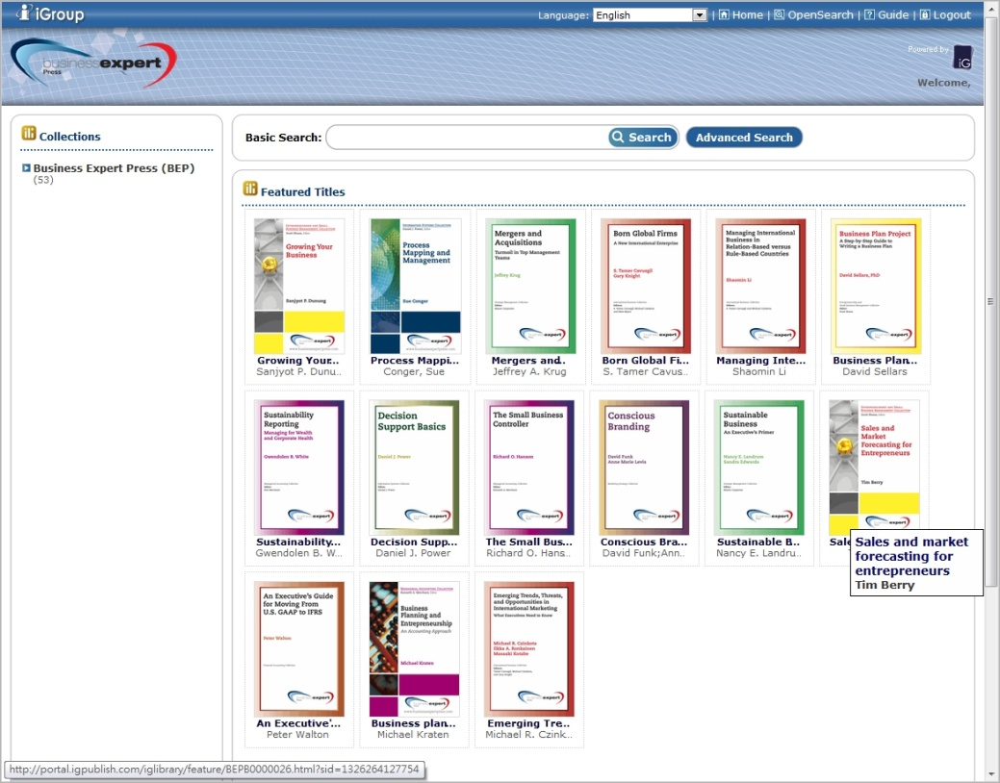 iGroup
Language: English | Home | OpenSearch | Guide | Logout
businessexpert
Press
Powered by
iG
Welcome,
Collections
Business Expert Press (BEP)
(53)
Basic Search:
Search
Advanced Search
Featured Titles
Growing Your
Business
Sanjyot P. Dunung
Growing Your...
Sanjyot P. Dunu...
Process
Mapping and
Management
Sue Conger
Process Mappi...
Conger, Sue
Mergers and
Acquisitions
Turmoil in Top Management
Teams
Jeffrey Krug
Mergers and..
Jeffrey A. Krug
Born Global Firms
A New International Enterprise
S. Tamer Cavusgil
Gary Knight
Born Global Fi...
S. Tamer Cavus..
Managing International
Business in
Relation-Based versus
Rule-Based Countries
Shaomin Li
Managing Inte...
Shaomin Li
Business Plan Project
A Step-by-Step Guide to
Writing a Business Plan
David Sellars, PhD
Business Plan...
David Sellars
Sustainability
Reporting
Managing for Wealth
and Corporate Health
Gwendolen B. White
Sustainability...
Gwendolen B. W...
Decision
Support Basics
Daniel J. Power
Decision Supp...
Daniel J. Power
The Small Business
Controller
Richard O. Hanson
The Small Bus...
Richard O. Hans...
Conscious
Branding
David Funk
Anne Marie Levis
Conscious Bra...
David Funk;Ann..
Sustainable
Business
An Executive's Primer
Nancy E. Landrum
Sandra Edwards
Sustainable B..
Nancy E. Landru...
Sales and
Market
Forecasting for
Entrepreneurs
Tim Berry
Sales and market
forecasting for
entrepreneurs
Tim Berry
An Executive's Guide
for Moving From
U.S. GAAP to IFRS
Peter Walton
An Executive'...
Peter Walton
Business
Planning and
Entrepreneurship
An Accounting Approach
Michael Kraten
Business plan...
Michael Kraten
Emerging Trends, Threats,
and Opportunities in
International Marketing
What Executives Need to Know
Michael R. Czinkota
Ilkka A. Ronkainen
Masaaki Kotabe
Emerging Tre..
Michael R. Czink...
http://portal.igpublish.com/iglibrary/feature/BEPB0000026.html?sid=1326264127754